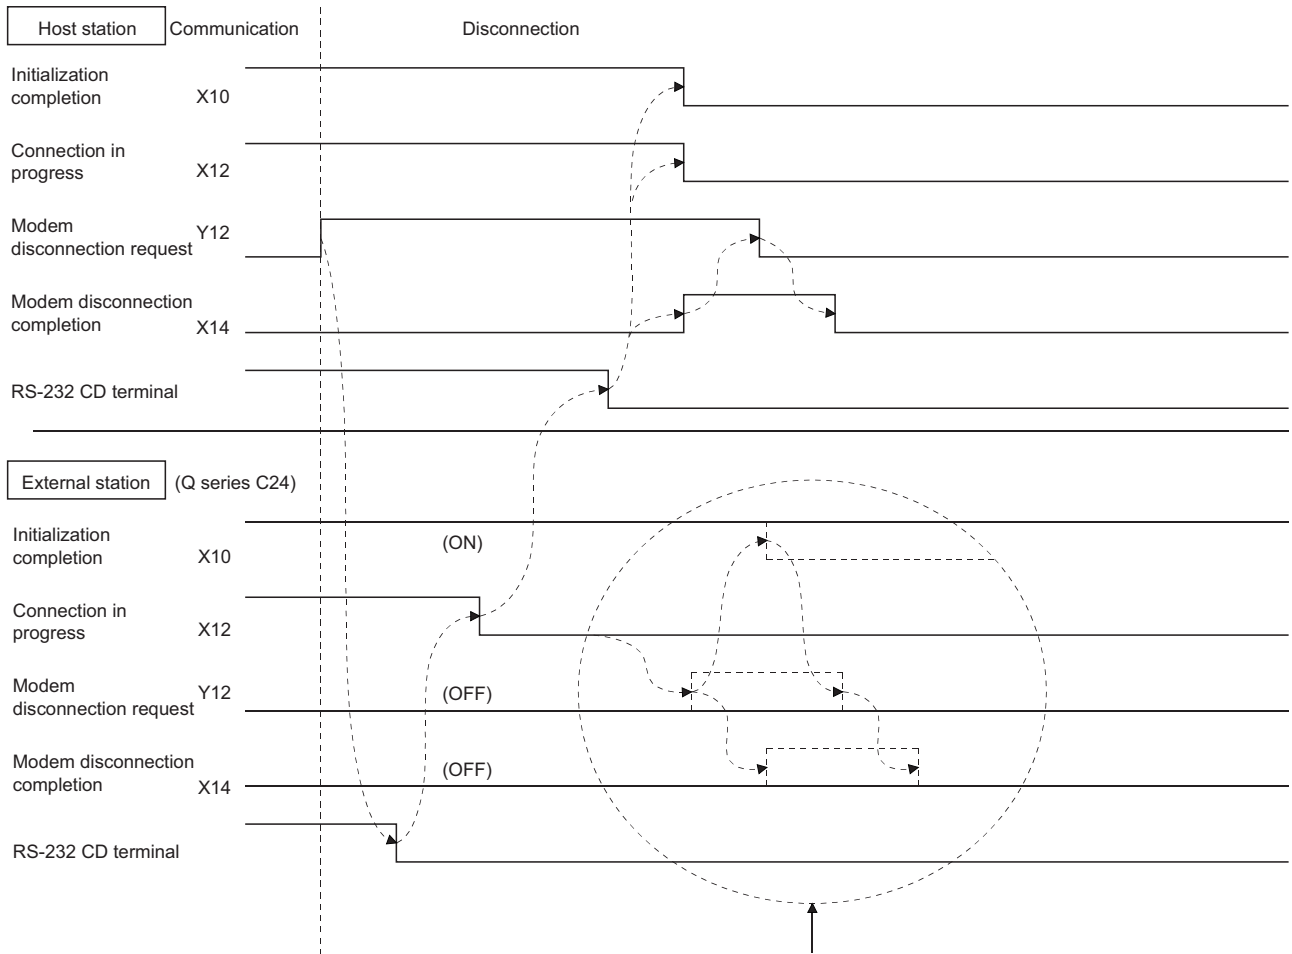 Host station Communication Disconnection
Initialization
completion X10
Connection in
progress X12
Modem
disconnection request Y12
Modem disconnection
completion X14
RS-232 CD terminal
External station (Q series C24)
Initialization
completion X10 (ON)
Connection in
progress X12
Modem
disconnection request Y12 (OFF)
Modem disconnection
completion X14 (OFF)
RS-232 CD terminal